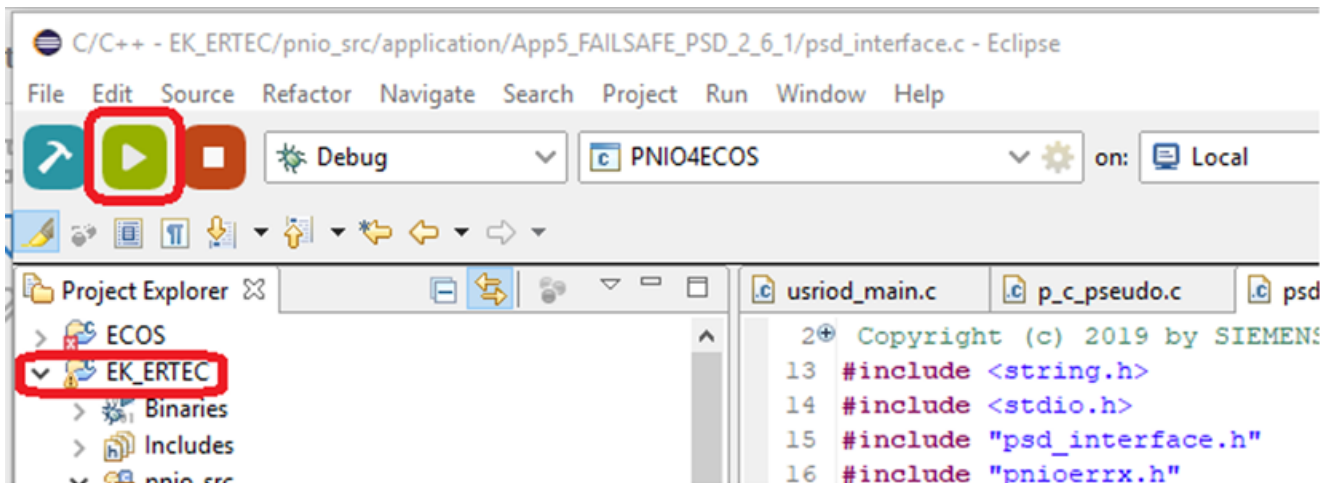 C/C++ - EK_ERTEC/pnio_src/application/App5_FAILSAFE_PSD_2_6_1/psd_interface.c - Eclipse
File Edit Source Refactor Navigate Search Project Run Window Help
Debug PNIO4ECOS on: Local
Project Explorer usriod_main.c p_c_pseudo.c psd
ECOS
EK_ERTEC
Binaries
Includes
pnio_src
2 Copyright (c) 2019 by SIEMENS
13 #include <string.h>
14 #include <stdio.h>
15 #include "psd_interface.h"
16 #include "pnioerrx.h"